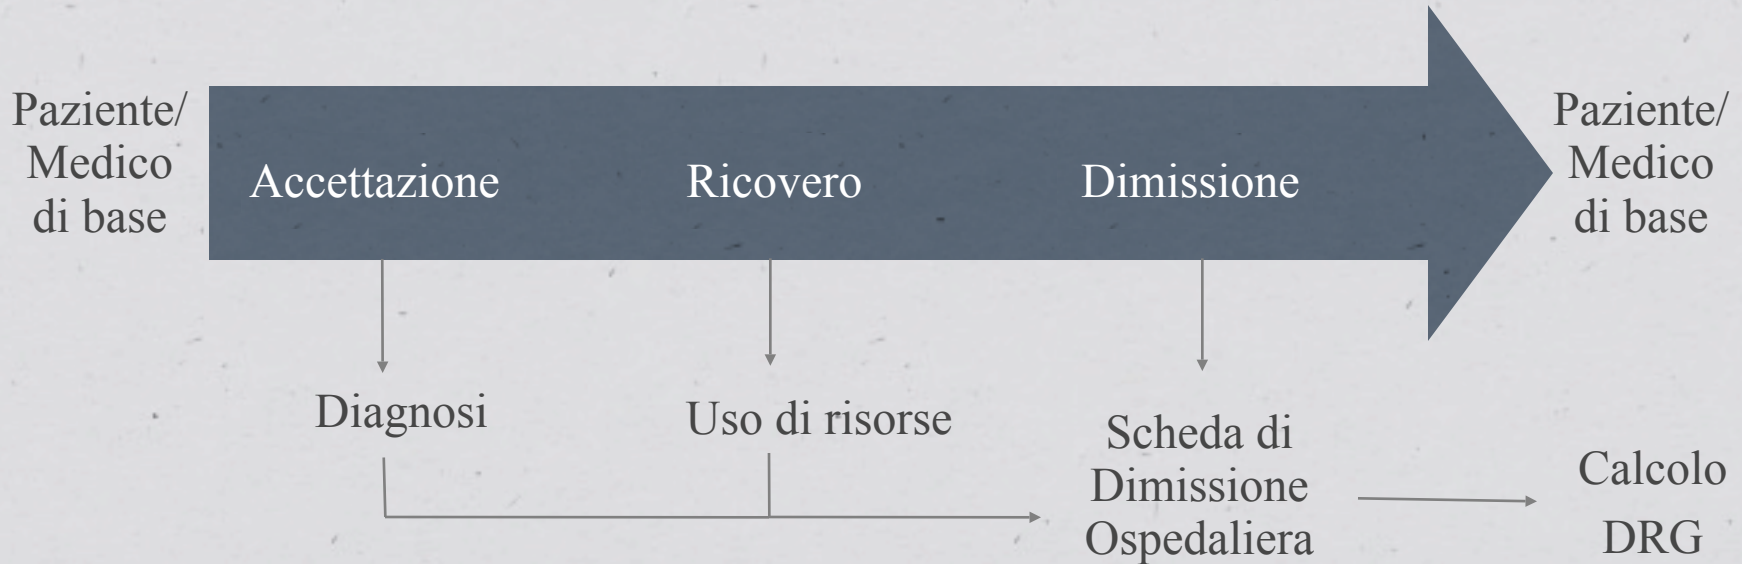 Paziente/
Medico
di base
Accettazione
Ricovero
Dimissione
Paziente/
Medico
di base
Diagnosi
Uso di risorse
Scheda di
Dimissione
Ospedaliera
Calcolo
DRG